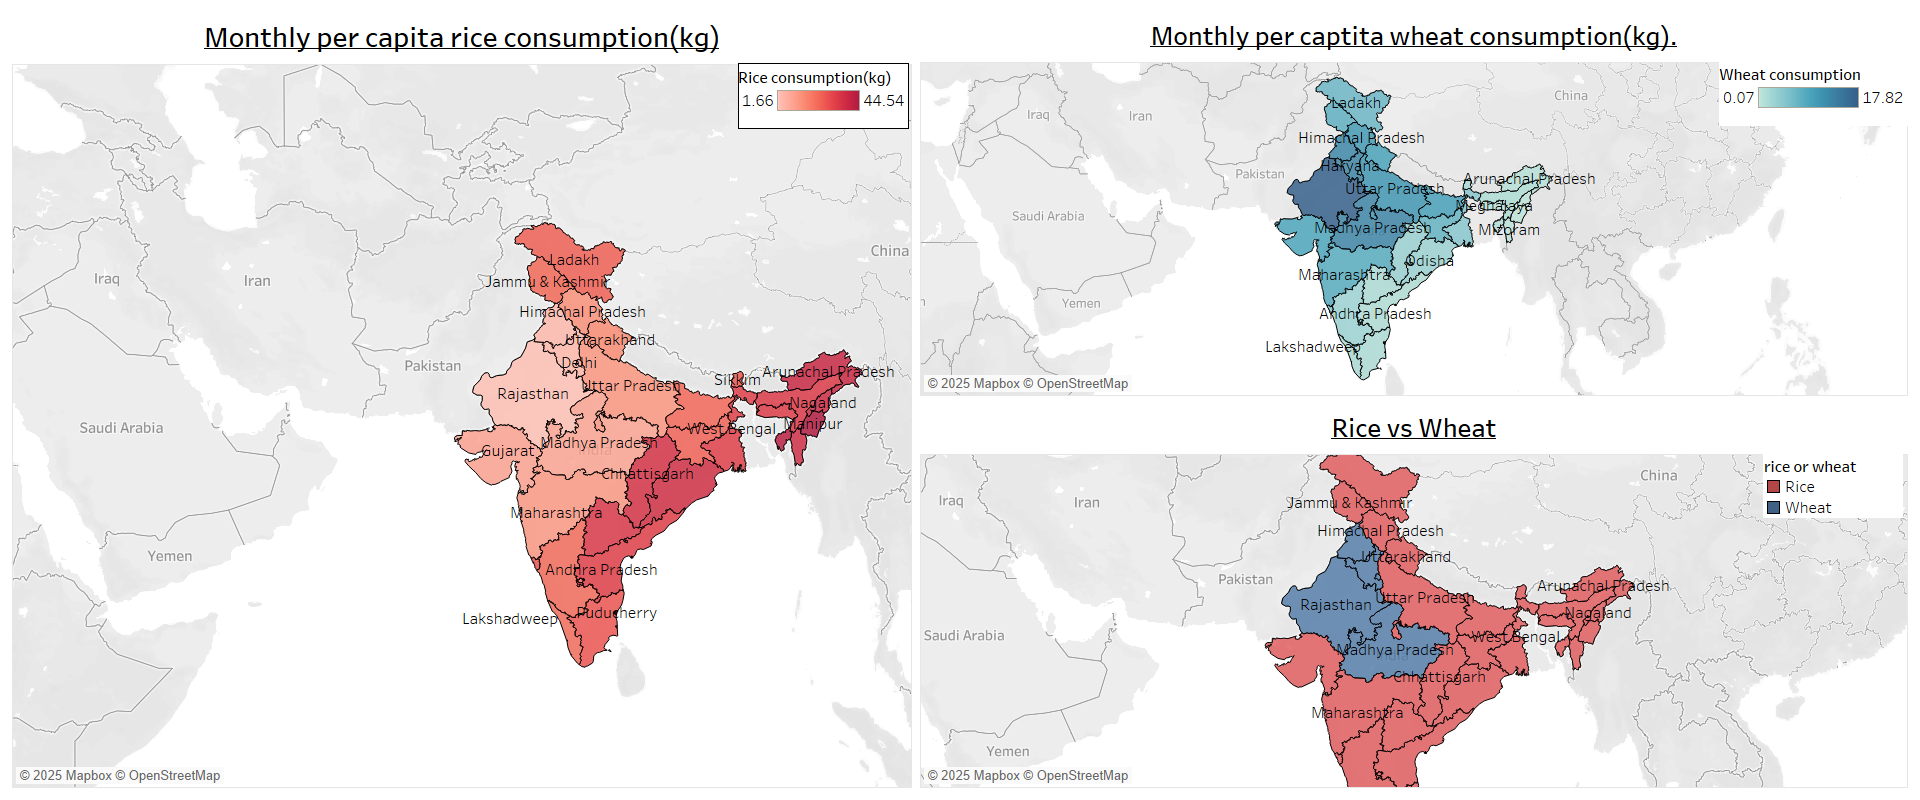 Monthly per capita rice consumption(kg)
Rice consumption(kg)
1.66
44.54
China
Ladakh
Jammu & Kashmir
Iraq
Iran
Himachal Pradesh
Uttarakhand
Pakistan
Delhi
Sikkim
Arunachal Pradesh
Rajasthan
Uttar Pradesh
Nagaland
Saudi Arabia
West Bengal
Manipur
Gujarat
Madhya Pradesh
India
Chhattisgarh
Maharashtra
Yemen
Andhra Pradesh
Lakshadweep
Puducherry
© 2025 Mapbox © OpenStreetMap
Monthly per captita wheat consumption(kg).
Wheat consumption
0.07
17.82
China
Ladakh
Iraq
Iran
Himachal Pradesh
Haryana
Pakistan
Arunachal Pradesh
Uttar Pradesh
Meghalaya
Saudi Arabia
Madhya Pradesh
Mizoram
Odisha
Maharashtra
Yemen
Andhra Pradesh
Lakshadweep
© 2025 Mapbox © OpenStreetMap
Rice vs Wheat
rice or wheat
Rice
Wheat
China
Iraq
Iran
Jammu & Kashmir
Himachal Pradesh
Uttarakhand
Pakistan
Arunachal Pradesh
Uttar Pradesh
Rajasthan
Nagaland
Saudi Arabia
West Bengal
Madhya Pradesh
India
Chhattisgarh
Maharashtra
Yemen
© 2025 Mapbox © OpenStreetMap